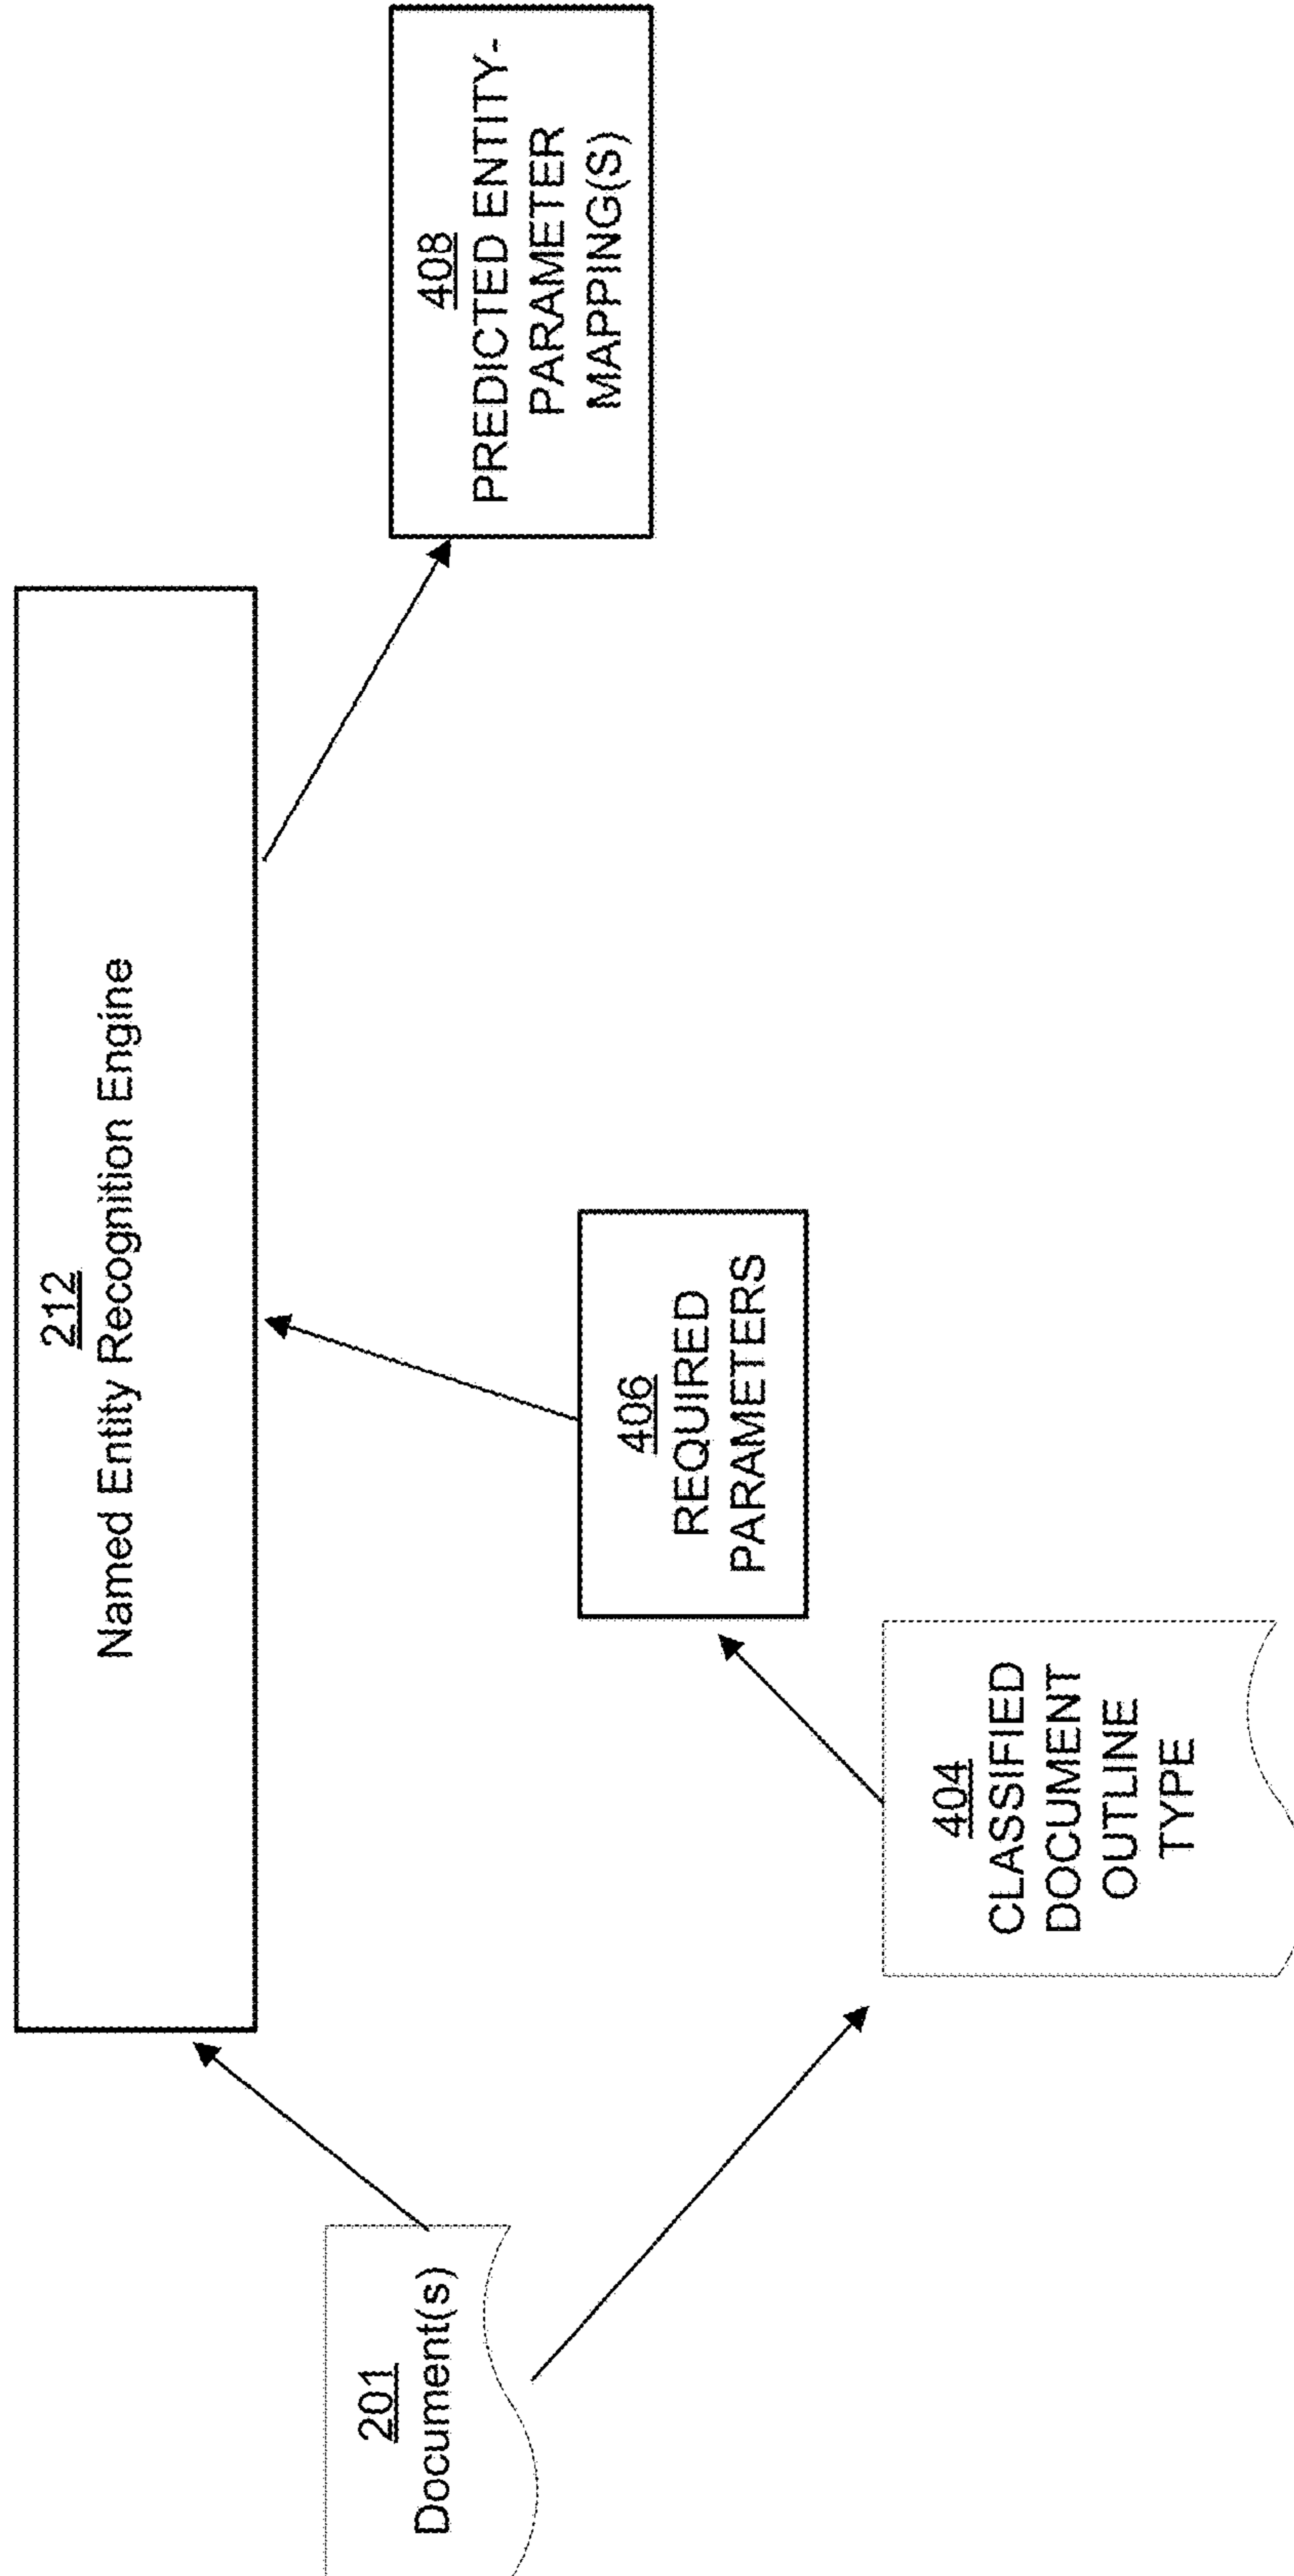 212
Named Entity Recognition Engine
201
Document(s)
408
PREDICTED ENTITY-
PARAMETER
MAPPING(S)
406
REQUIRED
PARAMETERS
404
CLASSIFIED
DOCUMENT
OUTLINE
TYPE